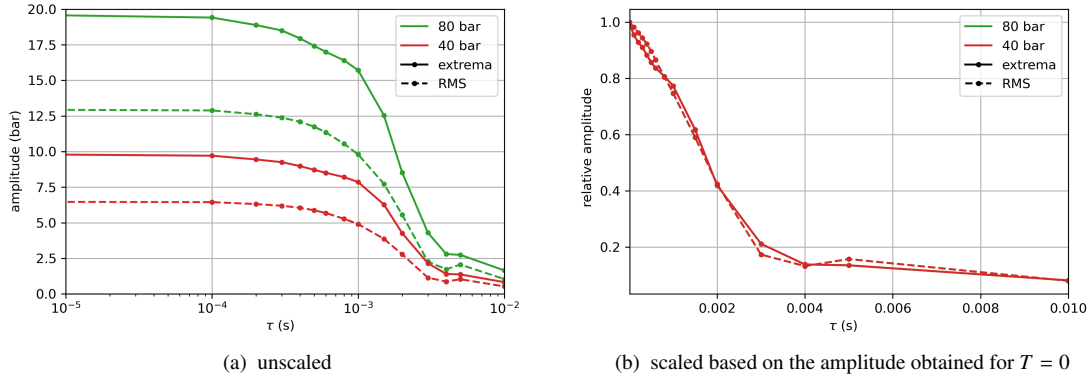 20.0
17.5
15.0
12.5
10.0
7.5
5.0
2.5
0.0
amplitude (bar)
10⁻⁵
10⁻⁴
10⁻³
10⁻²
τ (s)
80 bar
40 bar
extrema
RMS
(a) unscaled
1.0
0.8
0.6
0.4
0.2
relative amplitude
0.002
0.004
0.006
0.008
0.010
τ (s)
80 bar
40 bar
extrema
RMS
(b) scaled based on the amplitude obtained for T = 0